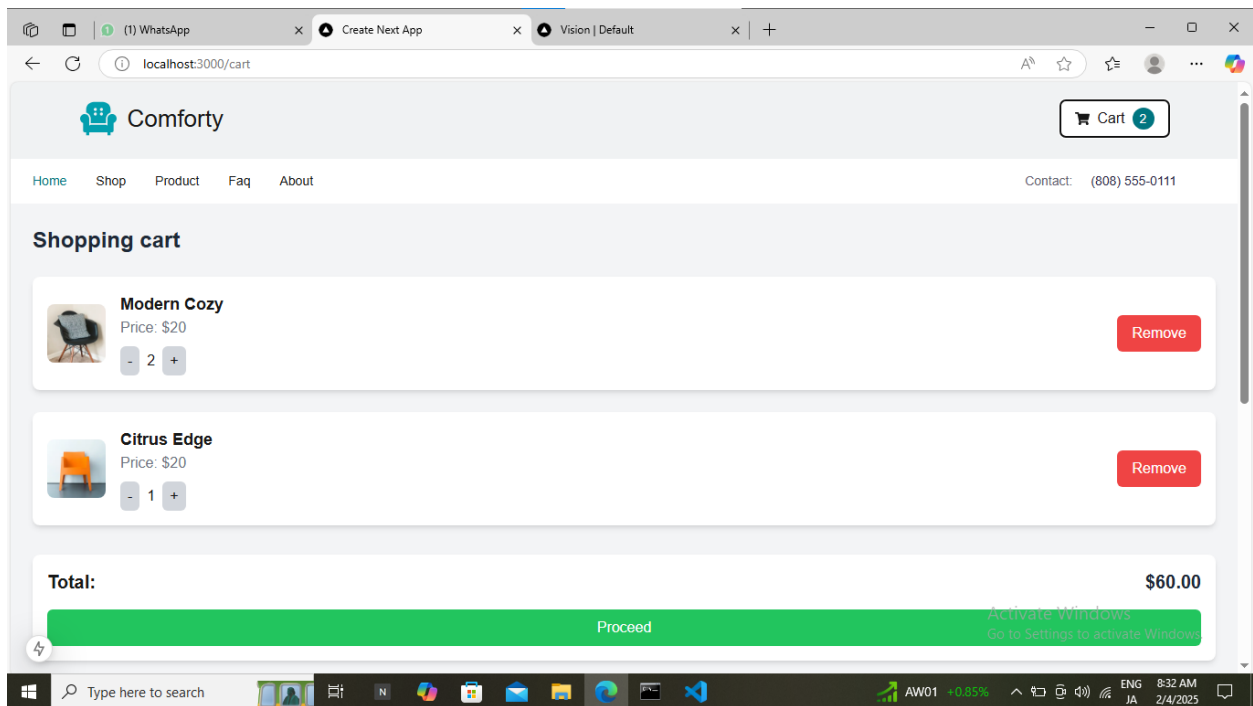 (1) WhatsApp
Create Next App
Vision | Default
localhost:3000/cart
Comforty
Cart 2
Home Shop Product Faq About Contact: (808) 555-0111
Shopping cart
Modern Cozy
Price: $20
- 2 +
Remove
Citrus Edge
Price: $20
- 1 +
Remove
Total: $60.00
Proceed
Activate Windows
Go to Settings to activate Windows
Type here to search
AW01 +0.85%
ENG
JA
8:32 AM
2/4/2025